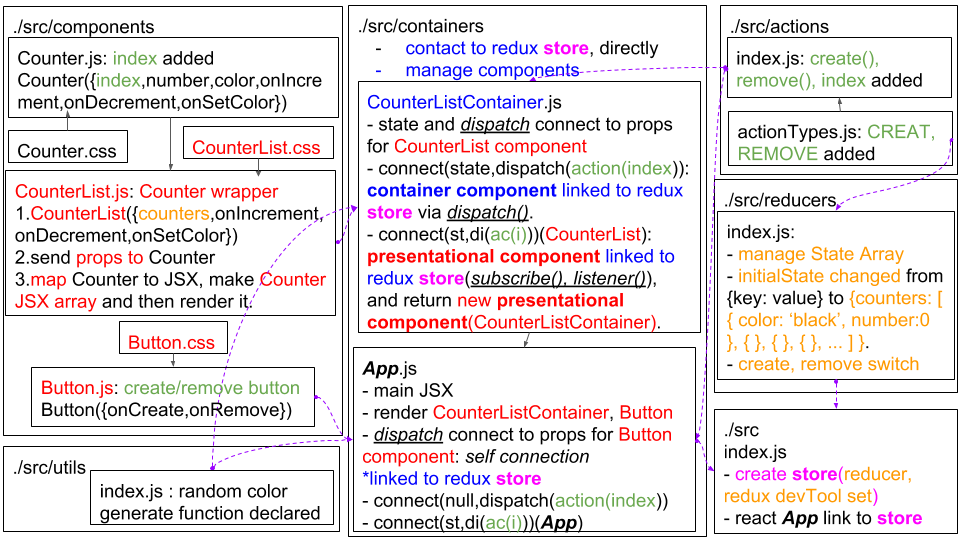 ./src/components
Counter.js: index added
Counter({index,number,color,onIncre
ment,onDecrement,onSetColor})
Counter.css
CounterList.css
CounterList.js: Counter wrapper
1.CounterList({counters,onIncrement,
onDecrement,onSetColor})
2.send props to Counter
3.map Counter to JSX, make Counter
JSX array and then render it.
Button.css
Button.js: create/remove button
Button({onCreate,onRemove})
./src/utils
index.js : random color
generate function declared
./src/containers
- contact to redux store, directly
- manage components
CounterListContainer.js
- state and dispatch connect to props
for CounterList component
- connect(state,dispatch(action(index)):
container component linked to redux
store via dispatch().
- connect(st,di(ac(i)))(CounterList):
presentational component linked to
redux store(subscribe(), listener()),
and return new presentational
component(CounterListContainer).
App.js
- main JSX
- render CounterListContainer, Button
- dispatch connect to props for Button
component: self connection
*linked to redux store
- connect(null,dispatch(action(index))
- connect(st,di(ac(i)))(App)
./src/actions
index.js: create(),
remove(), index added
actionTypes.js: CREAT,
REMOVE added
./src/reducers
index.js:
- manage State Array
- initialState changed from
{key: value} to {counters: [
{ color: ‘black’, number:0
}, { }, { }, { }, ... ] }.
- create, remove switch
./src
index.js
- create store(reducer,
redux devTool set)
- react App link to store